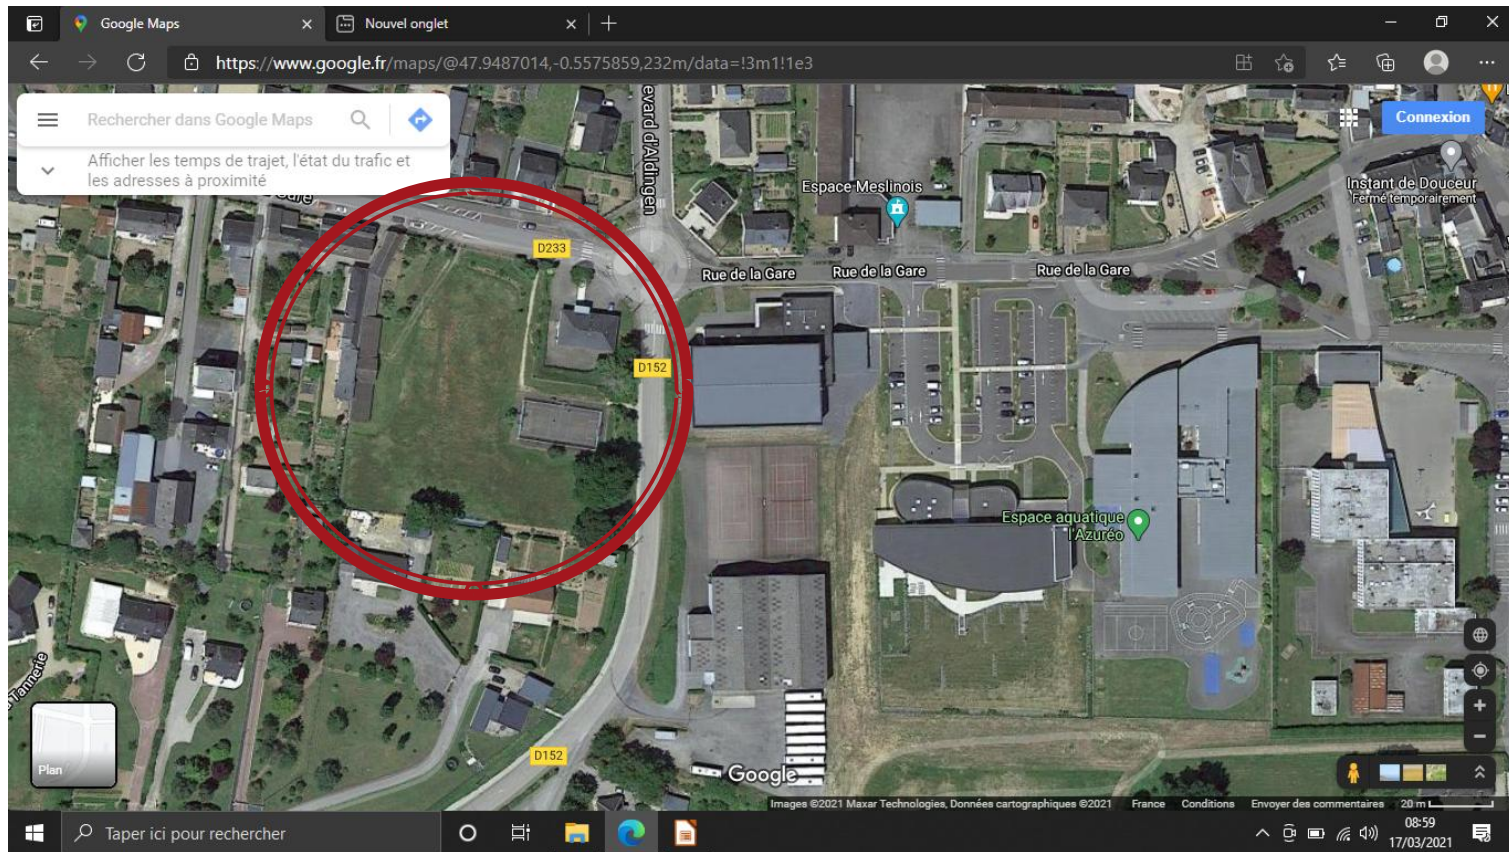 Google Maps
Nouvel onglet
https://www.google.fr/maps/@47.9487014,-0.5575859,232m/data=!3m1!1e3
Rechercher dans Google Maps
Connexion
Afficher les temps de trajet, l'état du trafic et
les adresses à proximité
evard d'Aldingen
Espace Meslinois
Instant de Douceur
Fermé temporairement
D233
Rue de la Gare
Rue de la Gare
Rue de la Gare
D152
Espace aquatique
l'Azuréo
Tannerie
D152
Plan
Google
Images ©2021 Maxar Technologies, Données cartographiques ©2021 France Conditions Envoyer des commentaires 20 m
Taper ici pour rechercher
08:59
17/03/2021